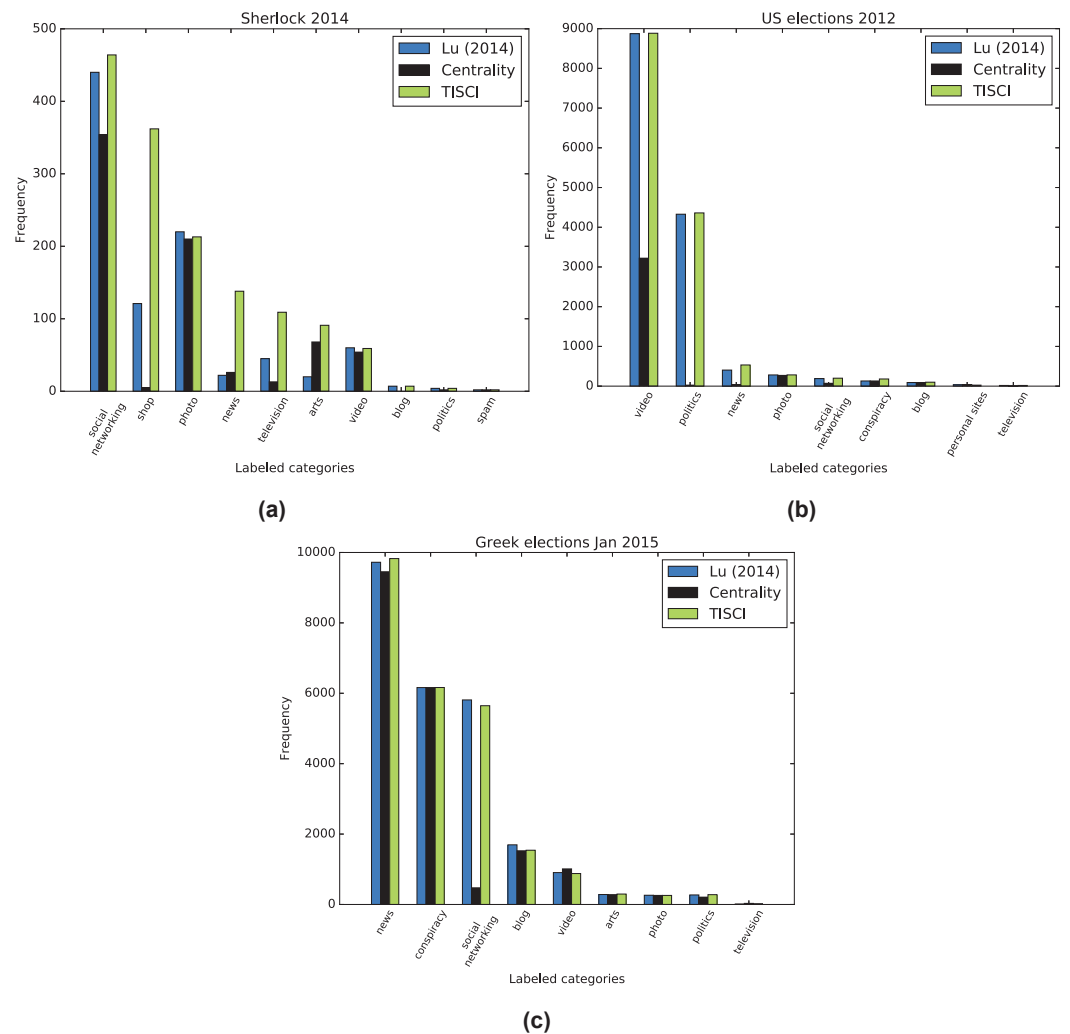 Sherlock 2014
500
400
300
200
100
0
Frequency
Lu (2014)
Centrality
TISCI
social networking
shop
photo
news
television
arts
video
blog
politics
spam
Labeled categories
(a)
US elections 2012
9000
8000
7000
6000
5000
4000
3000
2000
1000
0
Frequency
Lu (2014)
Centrality
TISCI
video
politics
news
photo
social networking
conspiracy
blog
personal sites
television
Labeled categories
(b)
Greek elections Jan 2015
10000
8000
6000
4000
2000
0
Frequency
Lu (2014)
Centrality
TISCI
news
conspiracy
social networking
blog
video
arts
photo
politics
television
Labeled categories
(c)